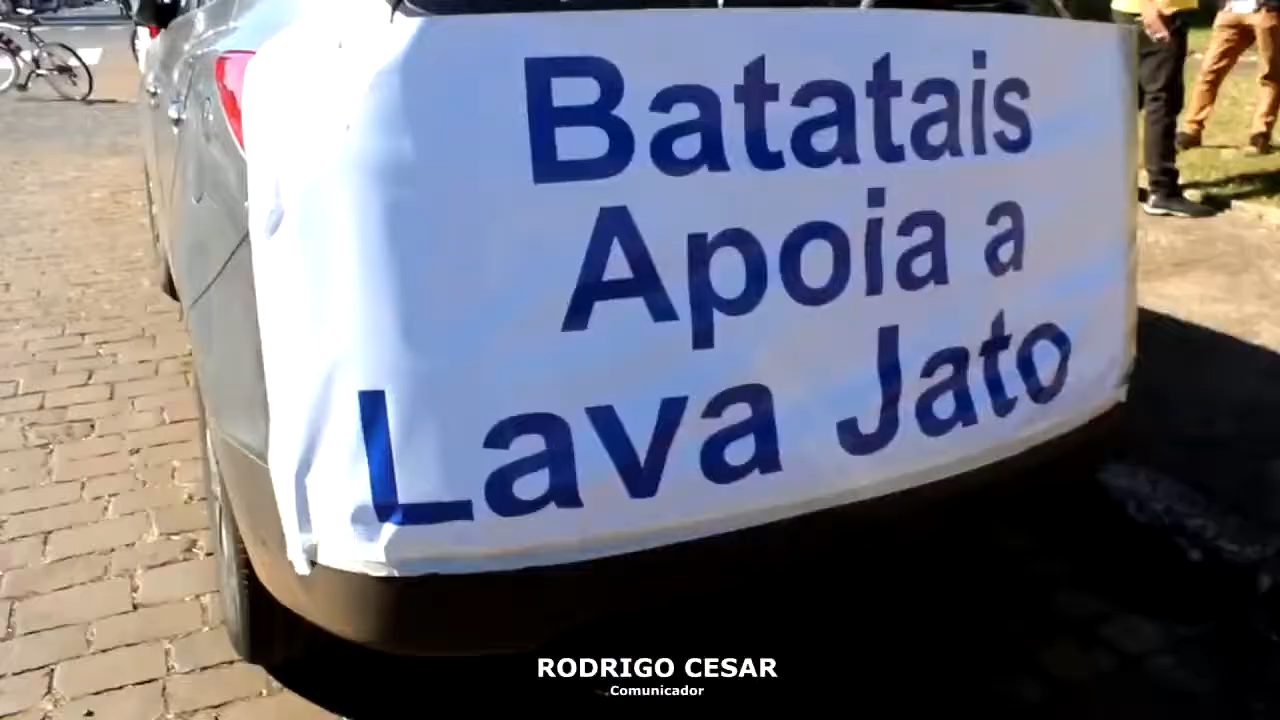 Batatais
Apoia a
Lava Jato
RODRIGO CESAR
Comunicador